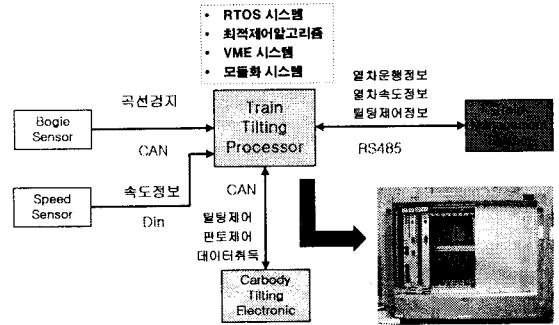 • RTOS 시스템
• 최적제어알고리즘
• VME 시스템
• 모듈화 시스템
Bogie
Sensor
곡선검지
CAN
Train
Tilting
Processor
열차운행정보
열차속도정보
틸팅제어정보
RS485
Speed
Sensor
속도정보
Din
CAN
틸팅제어
판토제어
데이터취득
Carbody
Tilting
Electronic